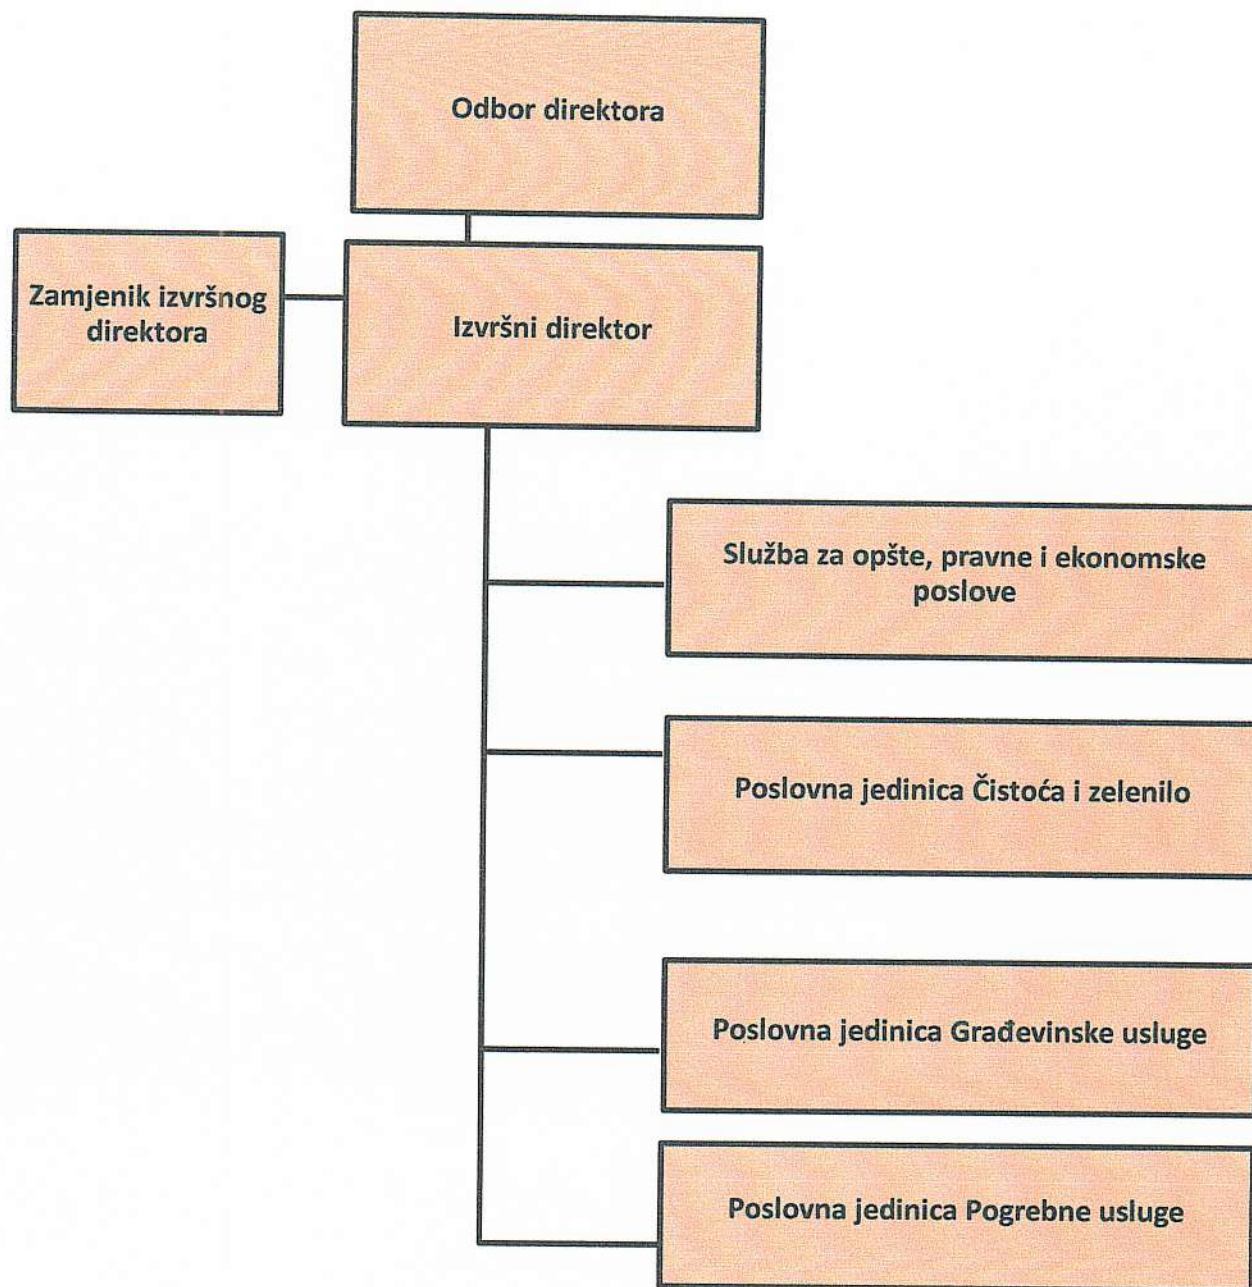 Odbor direktora
Zamjenik izvršnog
direktora
Izvršni direktor
Služba za opšte, pravne i ekonomske
poslove
Poslovna jedinica Čistoća i zelenilo
Poslovna jedinica Građevinske usluge
Poslovna jedinica Pogrebne usluge